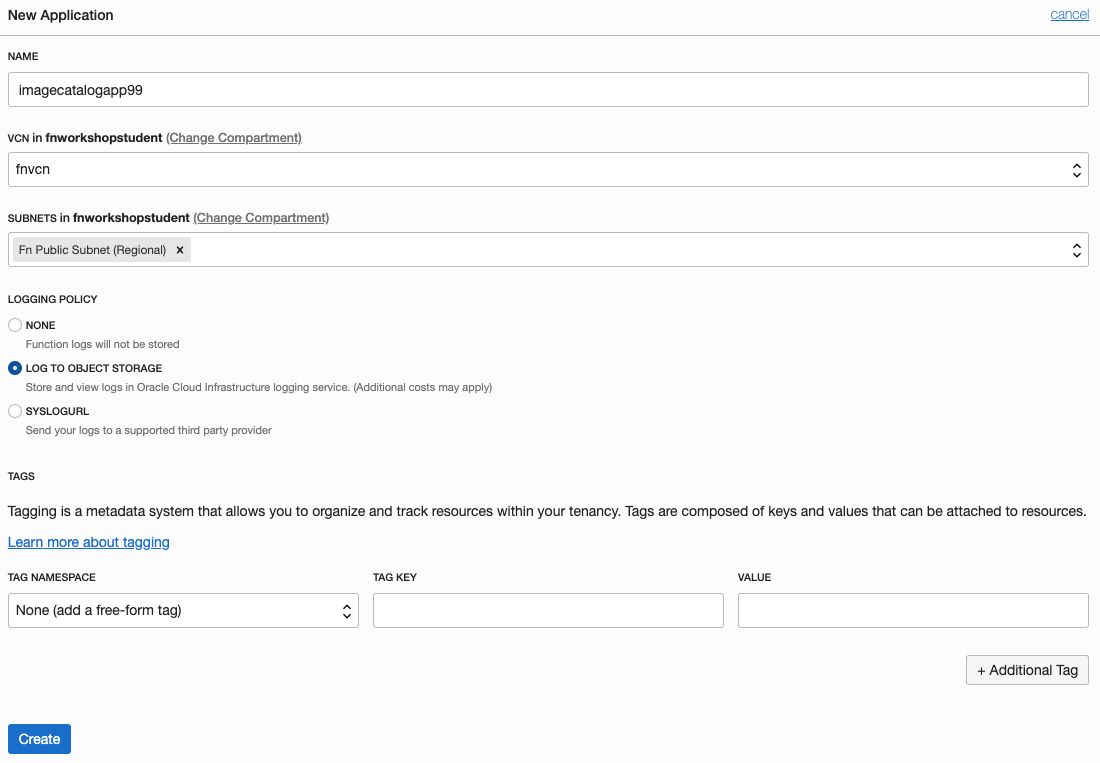 New Application
cancel
NAME
imagecatalogapp99
VCN in fnworkshopstudent (Change Compartment)
fnvcn
SUBNETS in fnworkshopstudent (Change Compartment)
Fn Public Subnet (Regional) ×
LOGGING POLICY
NONE
Function logs will not be stored
LOG TO OBJECT STORAGE
Store and view logs in Oracle Cloud Infrastructure logging service. (Additional costs may apply)
SYSLOGURL
Send your logs to a supported third party provider
TAGS
Tagging is a metadata system that allows you to organize and track resources within your tenancy. Tags are composed of keys and values that can be attached to resources.
Learn more about tagging
TAG NAMESPACE
TAG KEY
VALUE
None (add a free-form tag)
+ Additional Tag
Create